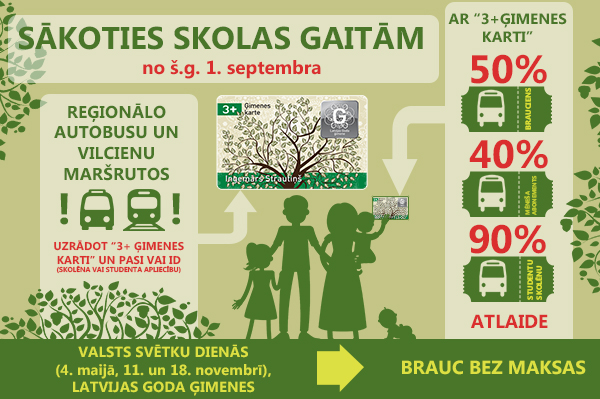 SĀKOTIES SKOLAS GAITĀM
no š.g. 1. septembra
REĢIONĀLO
AUTOBUSU UN
VILCIENU
MARŠRUTOS
! !
UZRĀDOT "3+ ĢIMENES
KARTI" UN PASI VAI ID
(SKOLĒNA VAI STUDENTA APLIECĪBU)
3+ Ģimenes
karte
G
Ingemārs Strautiņš
AR "3+ĢIMENES
KARTI"
50%
BRAUCIENS
40%
MĒNEŠA
ABONEMENTS
90%
STUDENTU
SKOLĒNU
ATLAIDE
VALSTS SVĒTKU DIENĀS
(4. maijā, 11. un 18. novembrī),
LATVIJAS GODA ĢIMENES
BRAUC BEZ MAKSAS